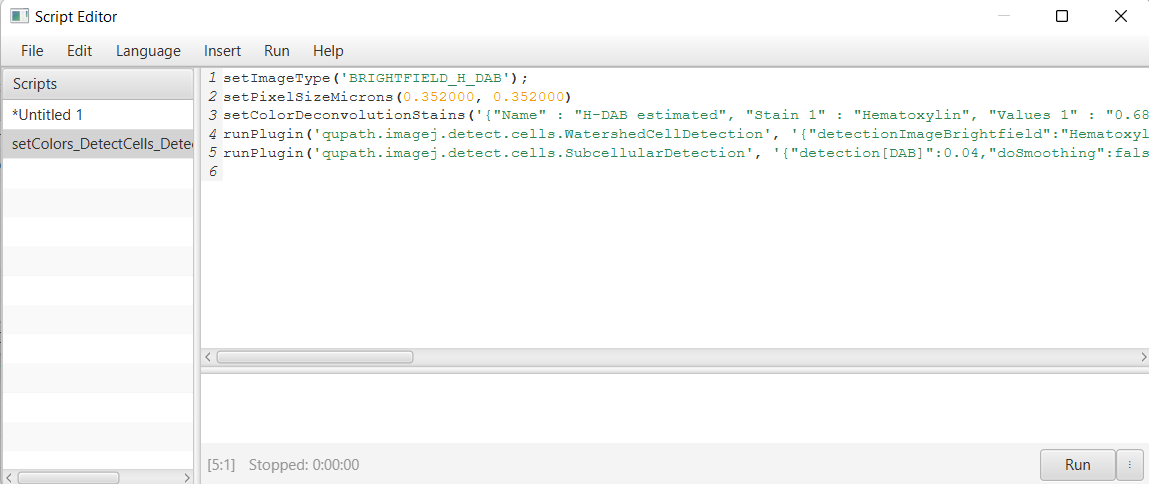 Script Editor
File Edit Language Insert Run Help
Scripts
*Untitled 1
setColors_DetectCells_Detec
1 setImageType('BRIGHTFIELD_H_DAB');
2 setPixelSizeMicrons(0.352000, 0.352000)
3 setColorDeconvolutionStains('{"Name" : "H-DAB estimated", "Stain 1" : "Hematoxylin", "Values 1" : "0.68
4 runPlugin('qupath.imagej.detect.cells.WatershedCellDetection', '{"detectionImageBrightfield":"Hematoxyl
5 runPlugin('qupath.imagej.detect.cells.SubcellularDetection', '{"detection[DAB]":0.04,"doSmoothing":fals
6
[5:1] Stopped: 0:00:00
Run